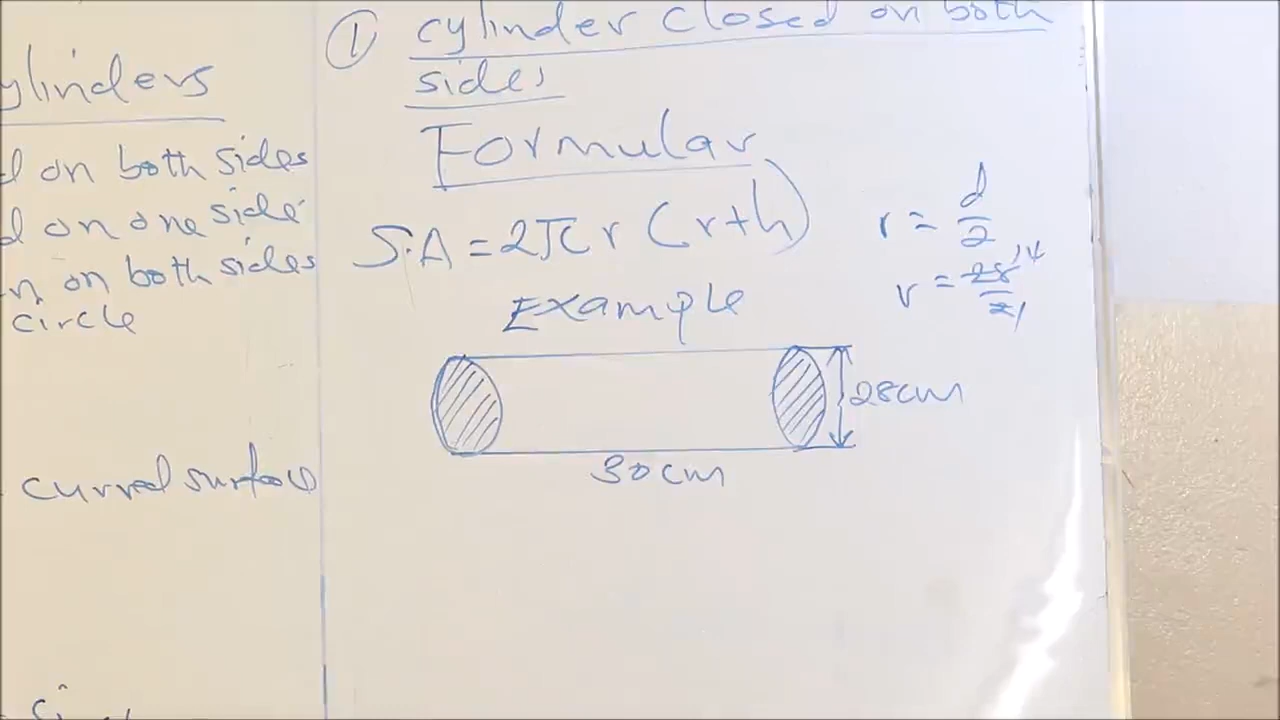 ylinders
d on both sides
d on one side
n on both sides
circle
curved surface
① cylinder closed on both
sides
Formular
S.A = 2πr (r+h)
r = d/2
r = 28/2 14/1
Example
28cm
30cm